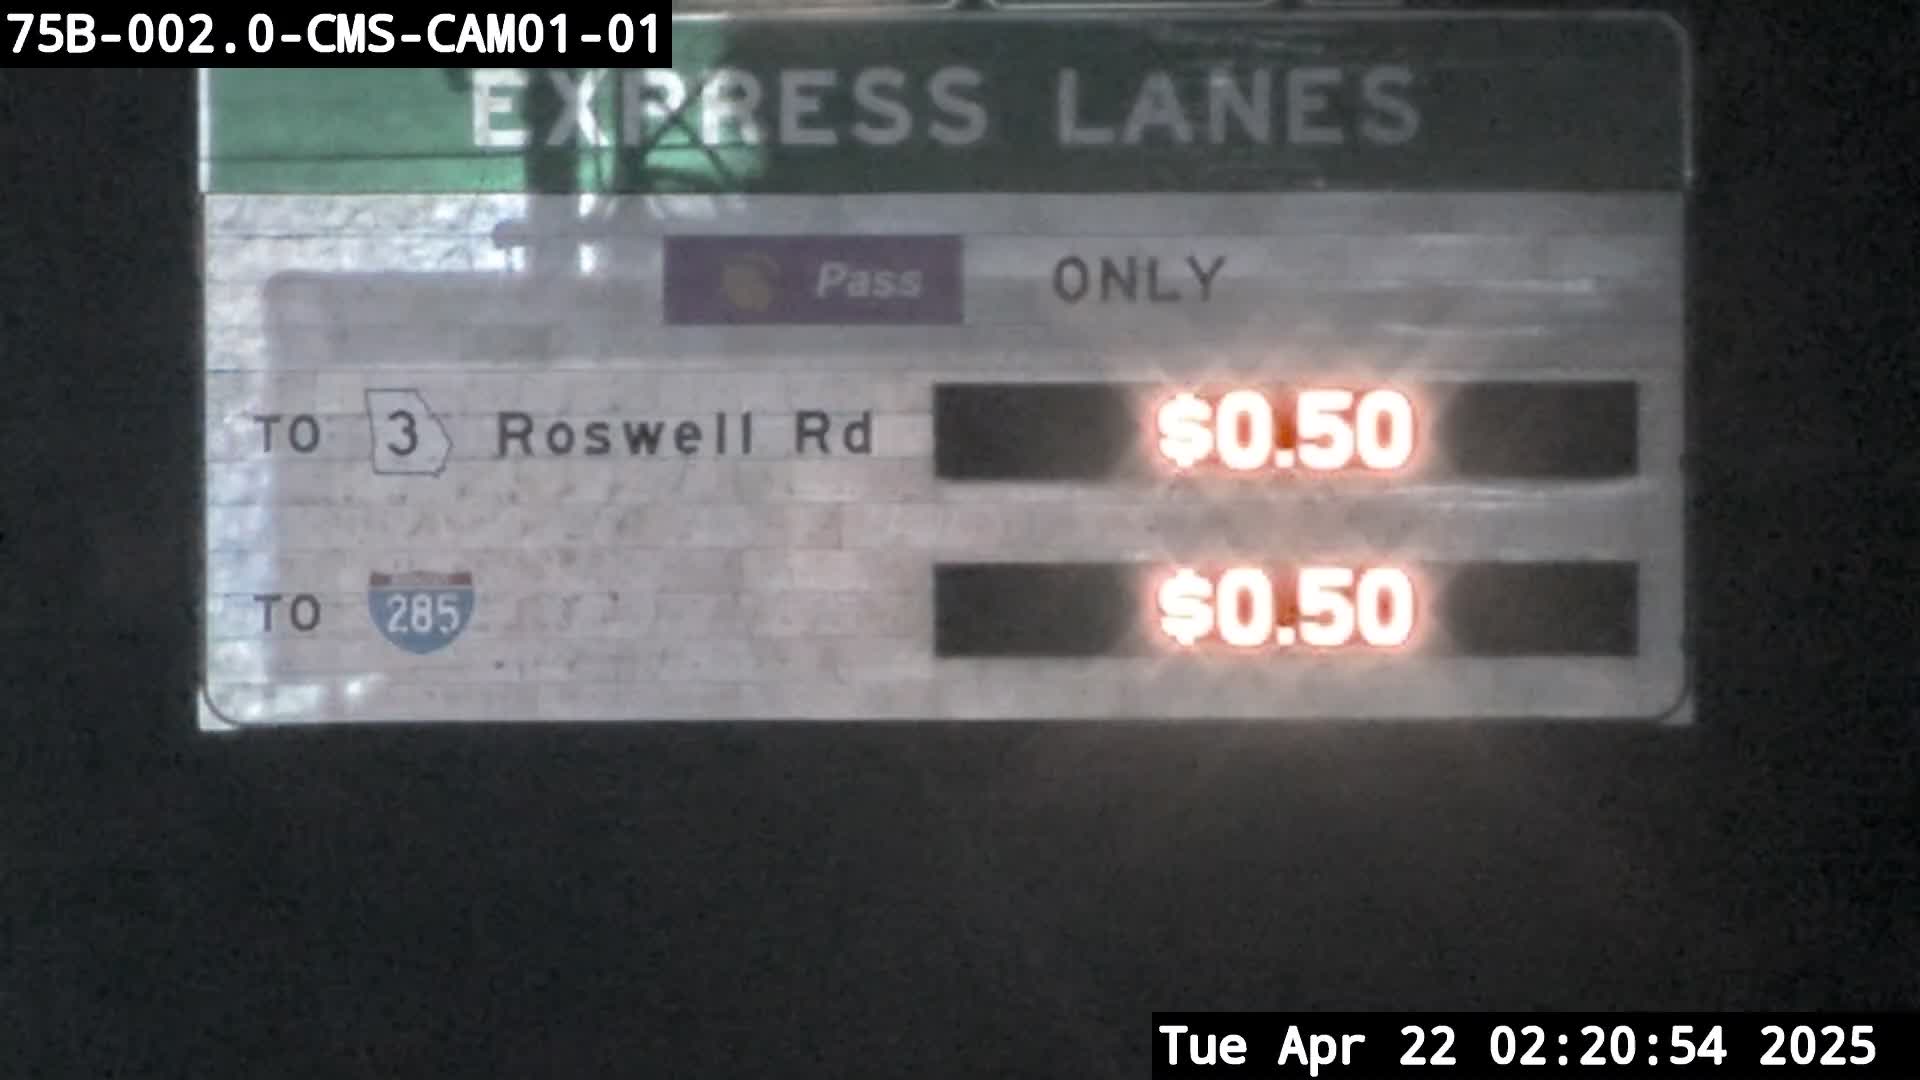 75B-002.0-CMS-CAM01-01
EXPRESS LANES
Pass ONLY
TO 3 Roswell Rd $0.50
TO 285 $0.50
Tue Apr 22 02:20:54 2025